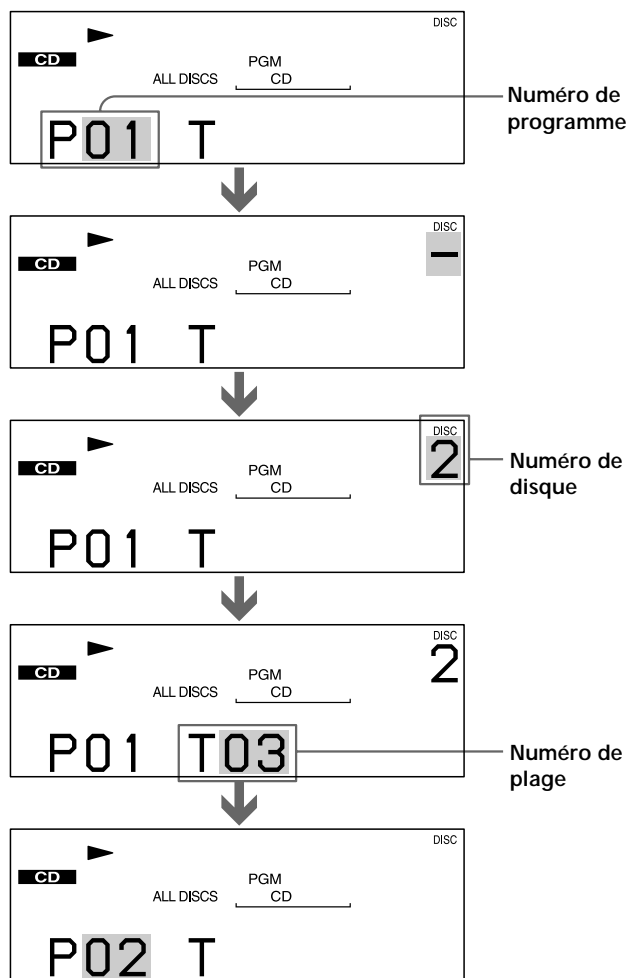 DISC
CD
PGM
ALL DISCS CD
P01 T
Numéro de
programme
DISC
–
CD
PGM
ALL DISCS CD
P01 T
DISC
2
CD
PGM
ALL DISCS CD
P01 T
Numéro de
disque
DISC
2
CD
PGM
ALL DISCS CD
P01 T03
Numéro de
plage
DISC
CD
PGM
ALL DISCS CD
P02 T